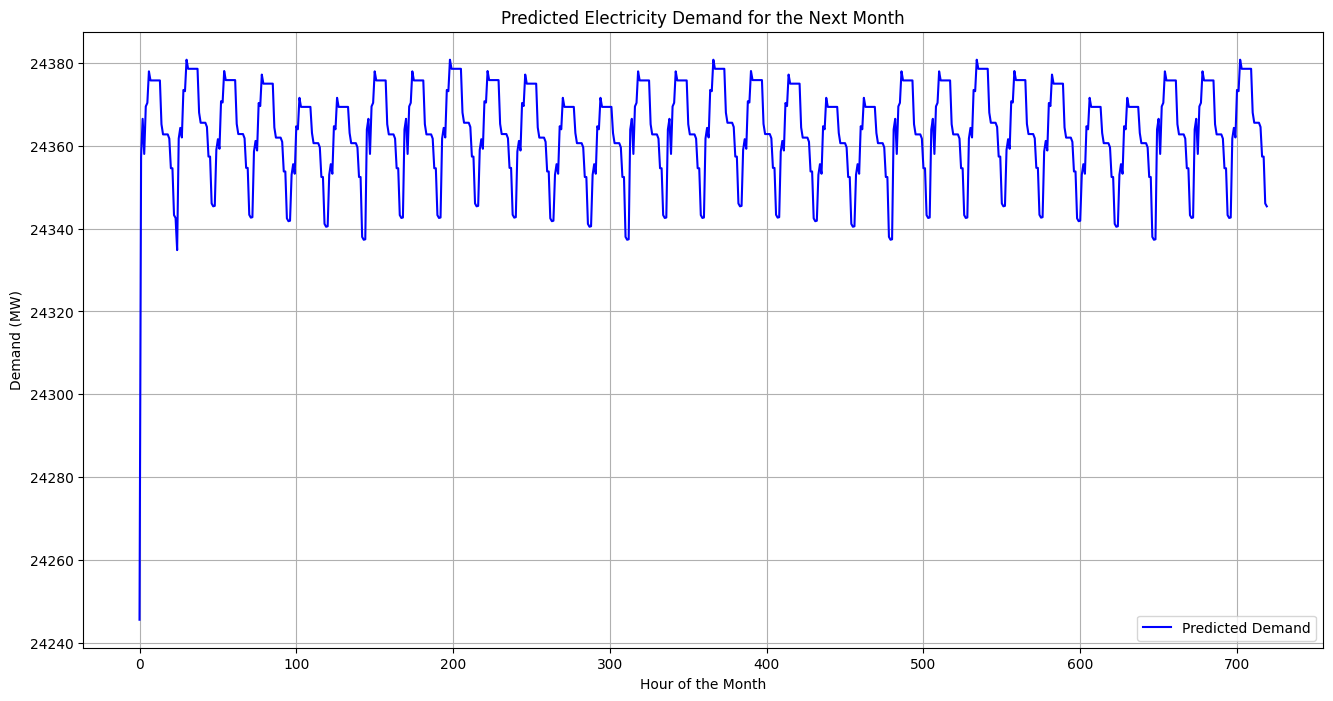 Predicted Electricity Demand for the Next Month
24380
24360
24340
24320
24300
24280
24260
24240
Demand (MW)
0 100 200 300 400 500 600 700
Hour of the Month
Predicted Demand